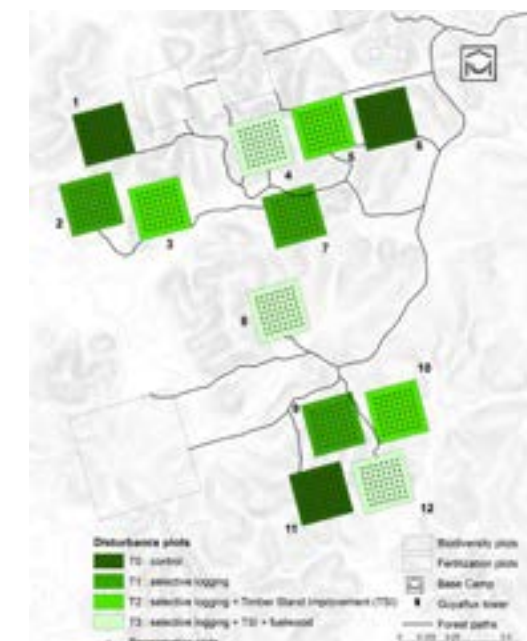 1
2
3
4
5
6
7
8
9
10
11
12
Disturbance plots
T0 : control
T1 : selective logging
T2 : selective logging + Timber Stand Improvement (TSI)
T3 : selective logging + TSI + fuelwood
Biodiversity plots
Fertilization plots
Base Camp
Guyaflux tower
Forest paths